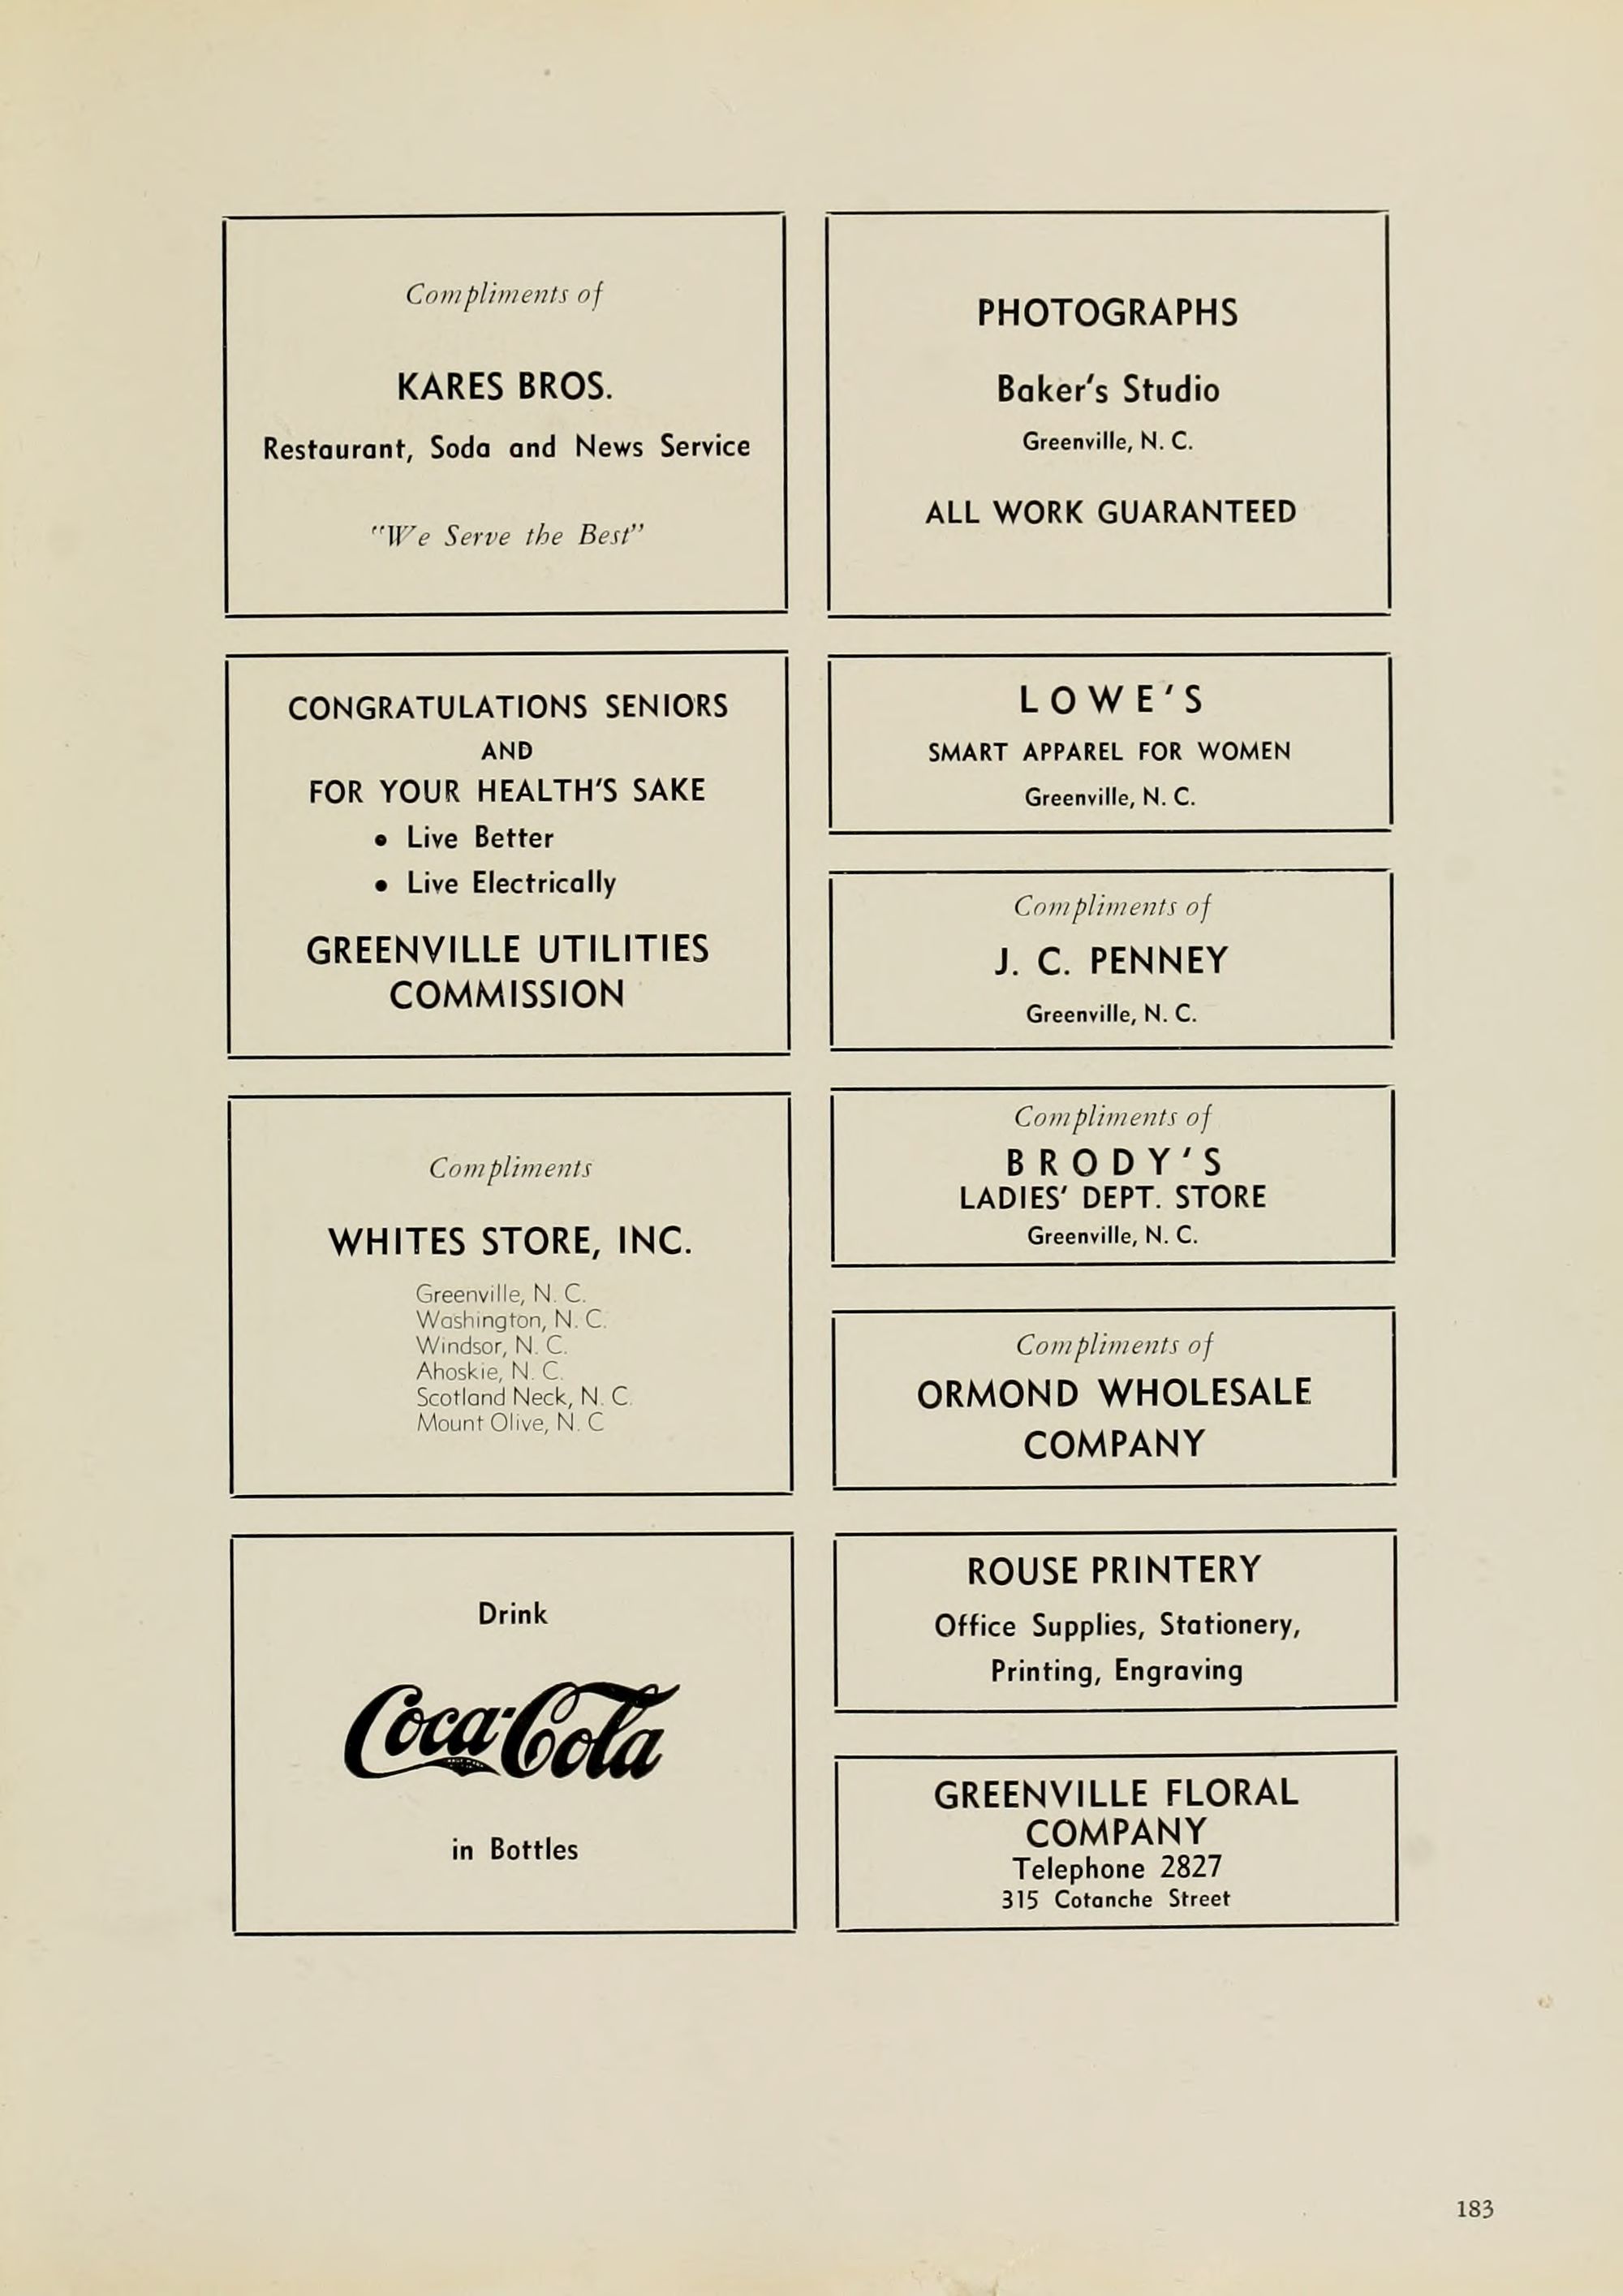 Compliments of
KARES BROS.
Restaurant, Soda and News Service
"We Serve the Best"
CONGRATULATIONS SENIORS
AND
FOR YOUR HEALTH'S SAKE
• Live Better
• Live Electrically
GREENVILLE UTILITIES
COMMISSION
Compliments
WHITES STORE, INC.
Greenville, N. C.
Washington, N. C.
Windsor, N. C.
Ahoskie, N. C.
Scotland Neck, N. C.
Mount Olive, N. C
Drink
Coca-Cola
in Bottles
PHOTOGRAPHS
Baker's Studio
Greenville, N. C.
ALL WORK GUARANTEED
LOWE'S
SMART APPAREL FOR WOMEN
Greenville, N. C.
Compliments of
J. C. PENNEY
Greenville, N. C.
Compliments of
BRODY'S
LADIES' DEPT. STORE
Greenville, N. C.
Compliments of
ORMOND WHOLESALE
COMPANY
ROUSE PRINTERY
Office Supplies, Stationery,
Printing, Engraving
GREENVILLE FLORAL
COMPANY
Telephone 2827
315 Cotanche Street
183